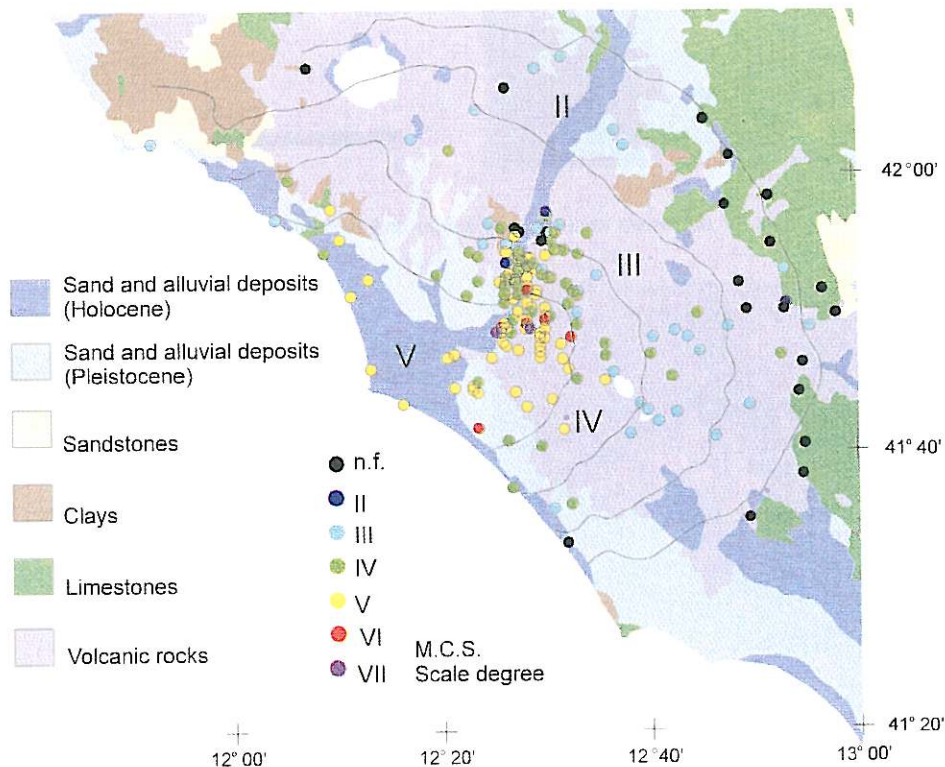 II
42° 00'
III
Sand and alluvial deposits
(Holocene)
Sand and alluvial deposits
(Pleistocene)
V
IV
Sandstones
41° 40'
n.f.
II
Clays
III
IV
Limestones
V
VI
Volcanic rocks
VII
M.C.S.
Scale degree
41° 20'
12° 00'
12° 20'
12° 40'
13° 00'